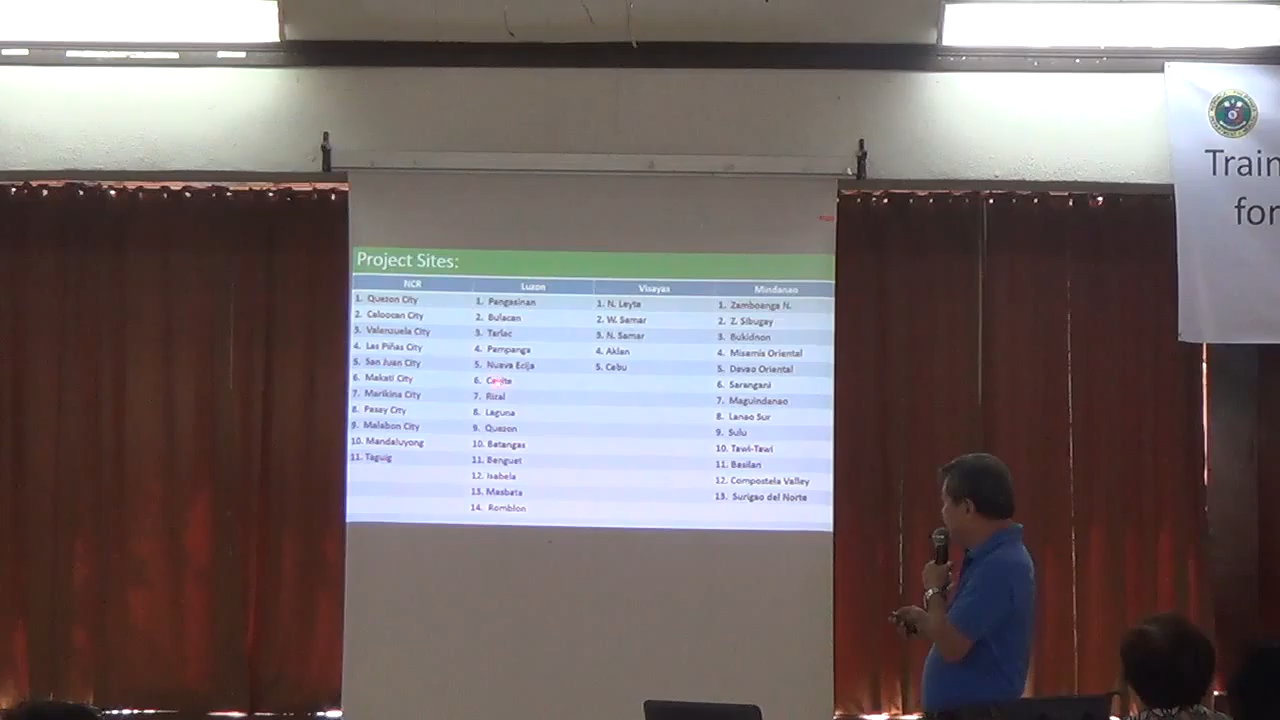 Project Sites:
NCR
1. Quezon City
2. Caloocan City
3. Valenzuela City
4. Las Piñas City
5. San Juan City
6. Makati City
7. Marikina City
8. Pasay City
9. Malabon City
10. Mandaluyong
11. Taguig
Luzon
1. Pangasinan
2. Bulacan
3. Tarlac
4. Pampanga
5. Nueva Ecija
6. Cavite
7. Rizal
8. Laguna
9. Quezon
10. Batangas
11. Benguet
12. Isabela
13. Masbate
14. Romblon
Visayas
1. N. Leyte
2. W. Samar
3. N. Samar
4. Aklan
5. Cebu
Mindanao
1. Zamboanga N.
2. Z. Sibugay
3. Bukidnon
4. Misamis Oriental
5. Davao Oriental
6. Sarangani
7. Maguindanao
8. Lanao Sur
9. Sulu
10. Tawi-Tawi
11. Basilan
12. Compostela Valley
13. Surigao del Norte
Train
for